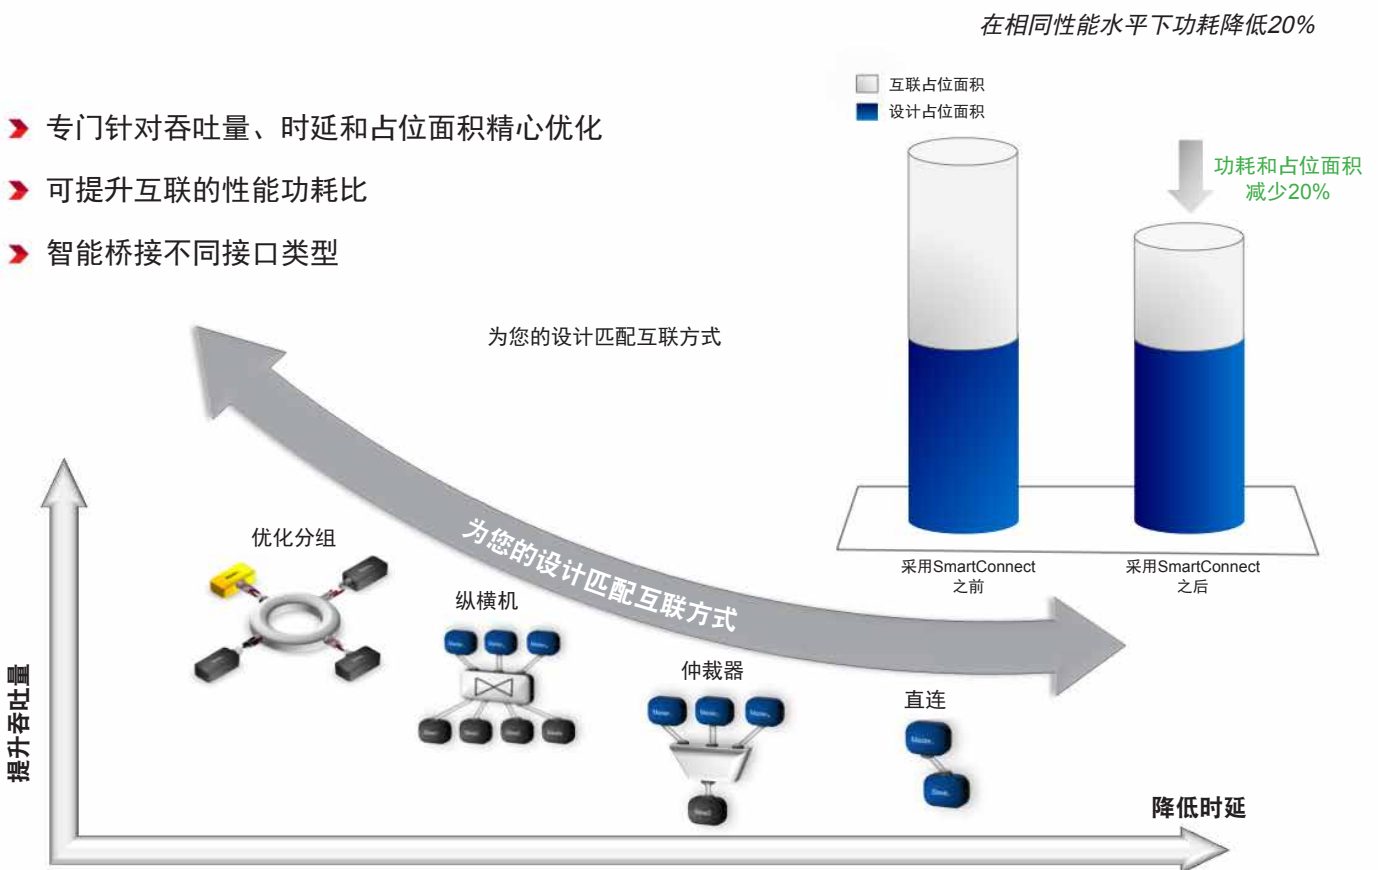 在相同性能水平下功耗降低20%
互联占位面积
设计占位面积
专门针对吞吐量、时延和占位面积精心优化
可提升互联的性能功耗比
智能桥接不同接口类型
功耗和占位面积
减少20%
为您的设计匹配互联方式
采用SmartConnect
之前
采用SmartConnect
之后
为您的设计匹配互联方式
优化分组
纵横机
仲裁器
直连
提升吞吐量
降低时延